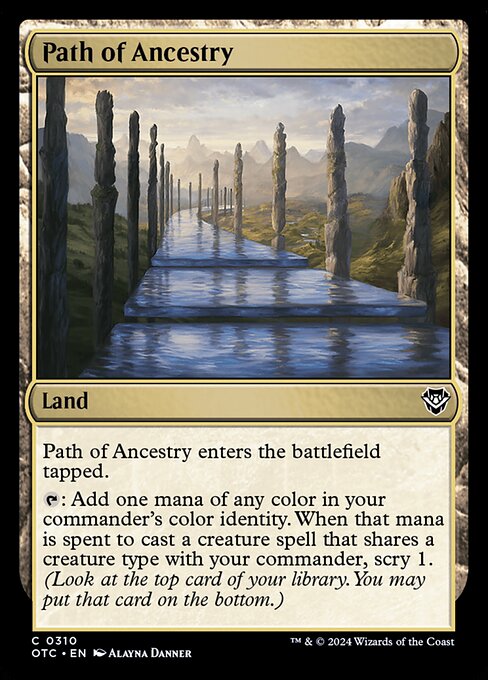 Path of Ancestry
Land
Path of Ancestry enters the battlefield
tapped.
: Add one mana of any color in your
commander's color identity. When that mana
is spent to cast a creature spell that shares a
creature type with your commander, scry 1.
(Look at the top card of your library. You may
put that card on the bottom.)
C 0310
OTC • EN Alayna Danner
™ & © 2024 Wizards of the Coast